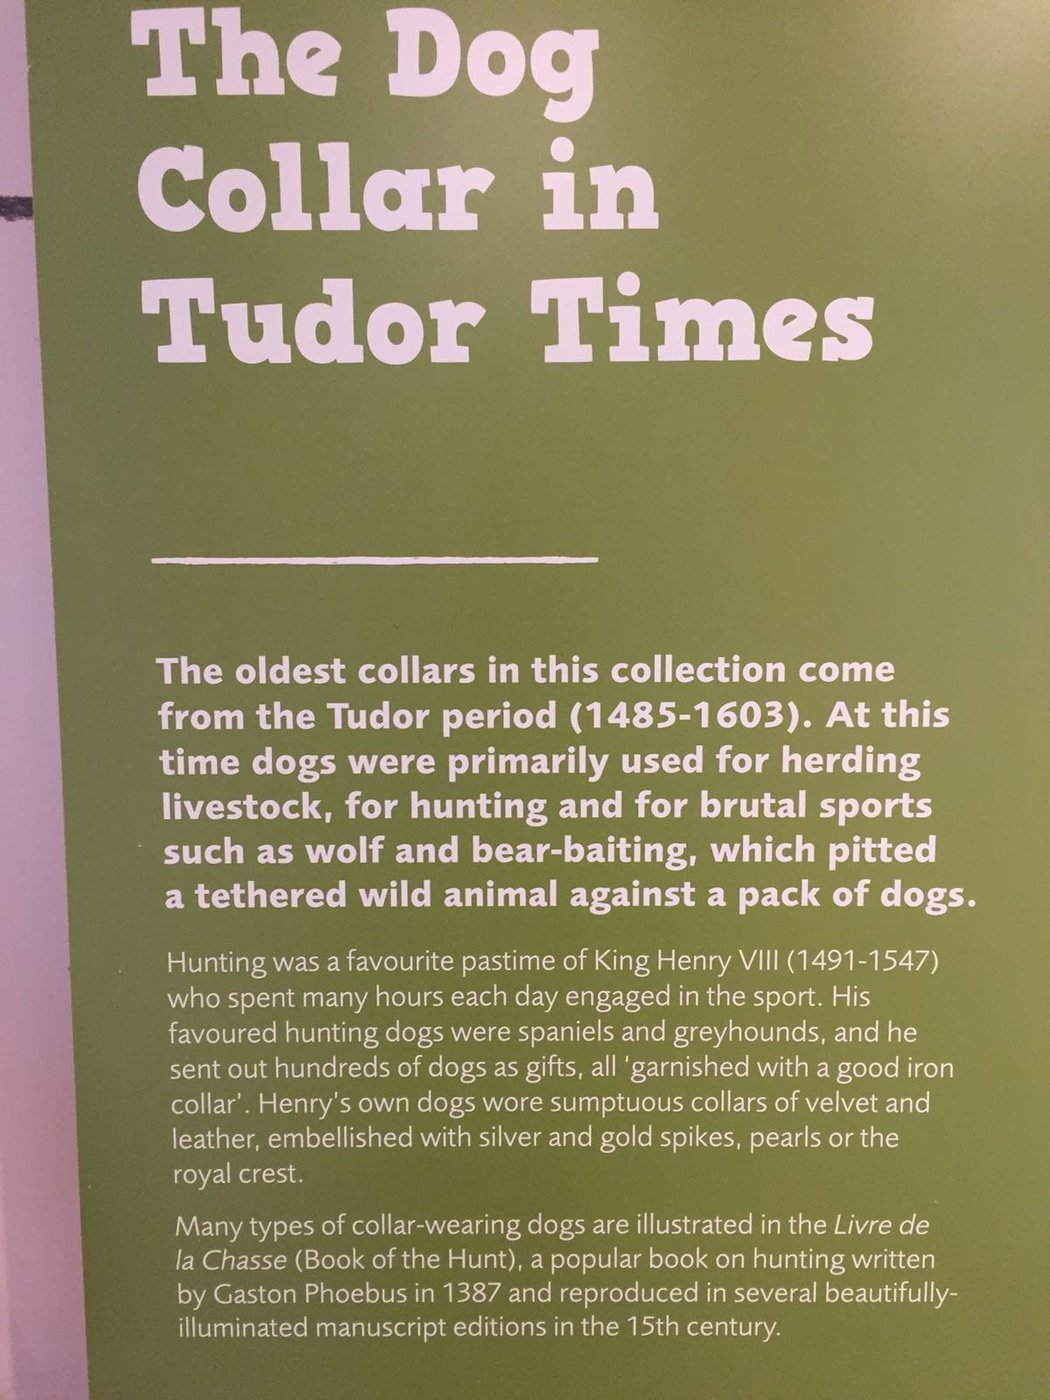 The Dog
Collar in
Tudor Times
The oldest collars in this collection come
from the Tudor period (1485-1603). At this
time dogs were primarily used for herding
livestock, for hunting and for brutal sports
such as wolf and bear-baiting, which pitted
a tethered wild animal against a pack of dogs.
Hunting was a favourite pastime of King Henry VIII (1491-1547)
who spent many hours each day engaged in the sport. His
favoured hunting dogs were spaniels and greyhounds, and he
sent out hundreds of dogs as gifts, all 'garnished with a good iron
collar'. Henry's own dogs wore sumptuous collars of velvet and
leather, embellished with silver and gold spikes, pearls or the
royal crest.
Many types of collar-wearing dogs are illustrated in the Livre de
la Chasse (Book of the Hunt), a popular book on hunting written
by Gaston Phoebus in 1387 and reproduced in several beautifully-
illuminated manuscript editions in the 15th century.